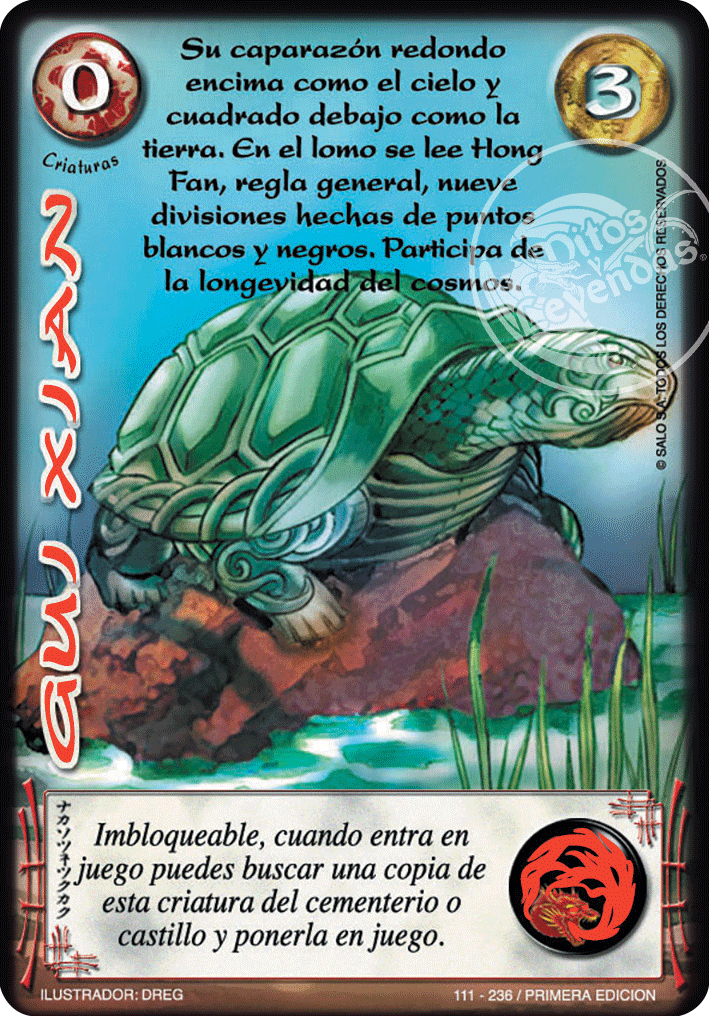 0
3
Criaturas
Su caparazón redondo
encima como el cielo y
cuadrado debajo como la
tierra. En el lomo se lee Hong
Fan, regla general, nueve
divisiones hechas de puntos
blancos y negros. Participa de
la longevidad del cosmos.
Mitos
y
Leyendas®
© SALO S.A. TODOS LOS DERECHOS RESERVADOS
GUI XIAN
ナカソツネツクカク
Imbloqueable, cuando entra en
juego puedes buscar una copia de
esta criatura del cementerio o
castillo y ponerla en juego.
ILUSTRADOR: DREG
111 - 236 / PRIMERA EDICION